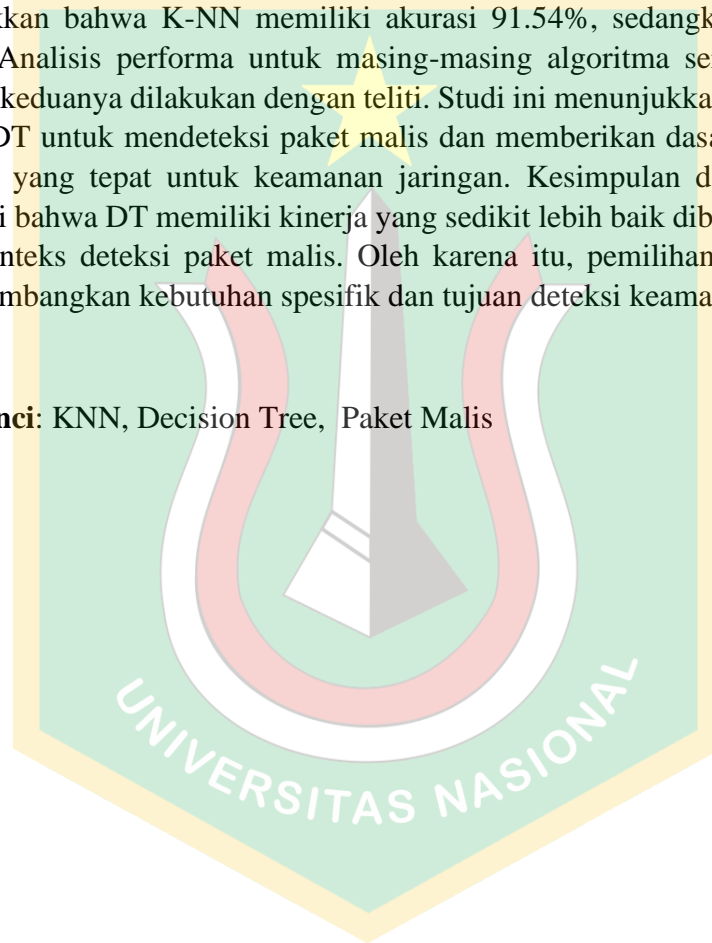 kkan bahwa K-NN memiliki akurasi 91.54%, sedangk
Analisis performa untuk masing-masing algoritma se
keduanya dilakukan dengan teliti. Studi ini menunjukka
DT untuk mendeteksi paket malis dan memberikan dasa
yang tepat untuk keamanan jaringan. Kesimpulan d
i bahwa DT memiliki kinerja yang sedikit lebih baik dib
nteks deteksi paket malis. Oleh karena itu, pemilihan
mbangkan kebutuhan spesifik dan tujuan deteksi keama
nci: KNN, Decision Tree, Paket Malis
UNIVERSITAS NASIONAL